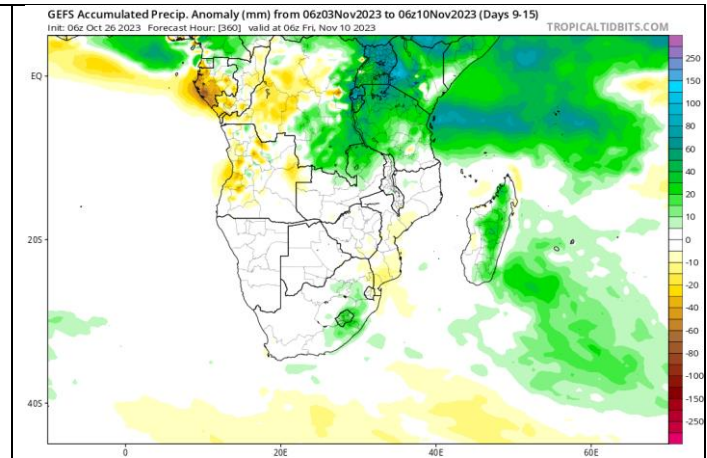 GEFS Accumulated Precip. Anomaly (mm) from 06z03Nov2023 to 06z10Nov2023 (Days 9-15)
Init: 06z Oct 26 2023 Forecast Hour: [360] valid at 06z Fri, Nov 10 2023 TROPICALTIDBITS.COM
EQ
20S
40S
0
20E
40E
60E
250
150
100
80
60
40
20
10
0
-10
-20
-40
-60
-80
-100
-150
-250